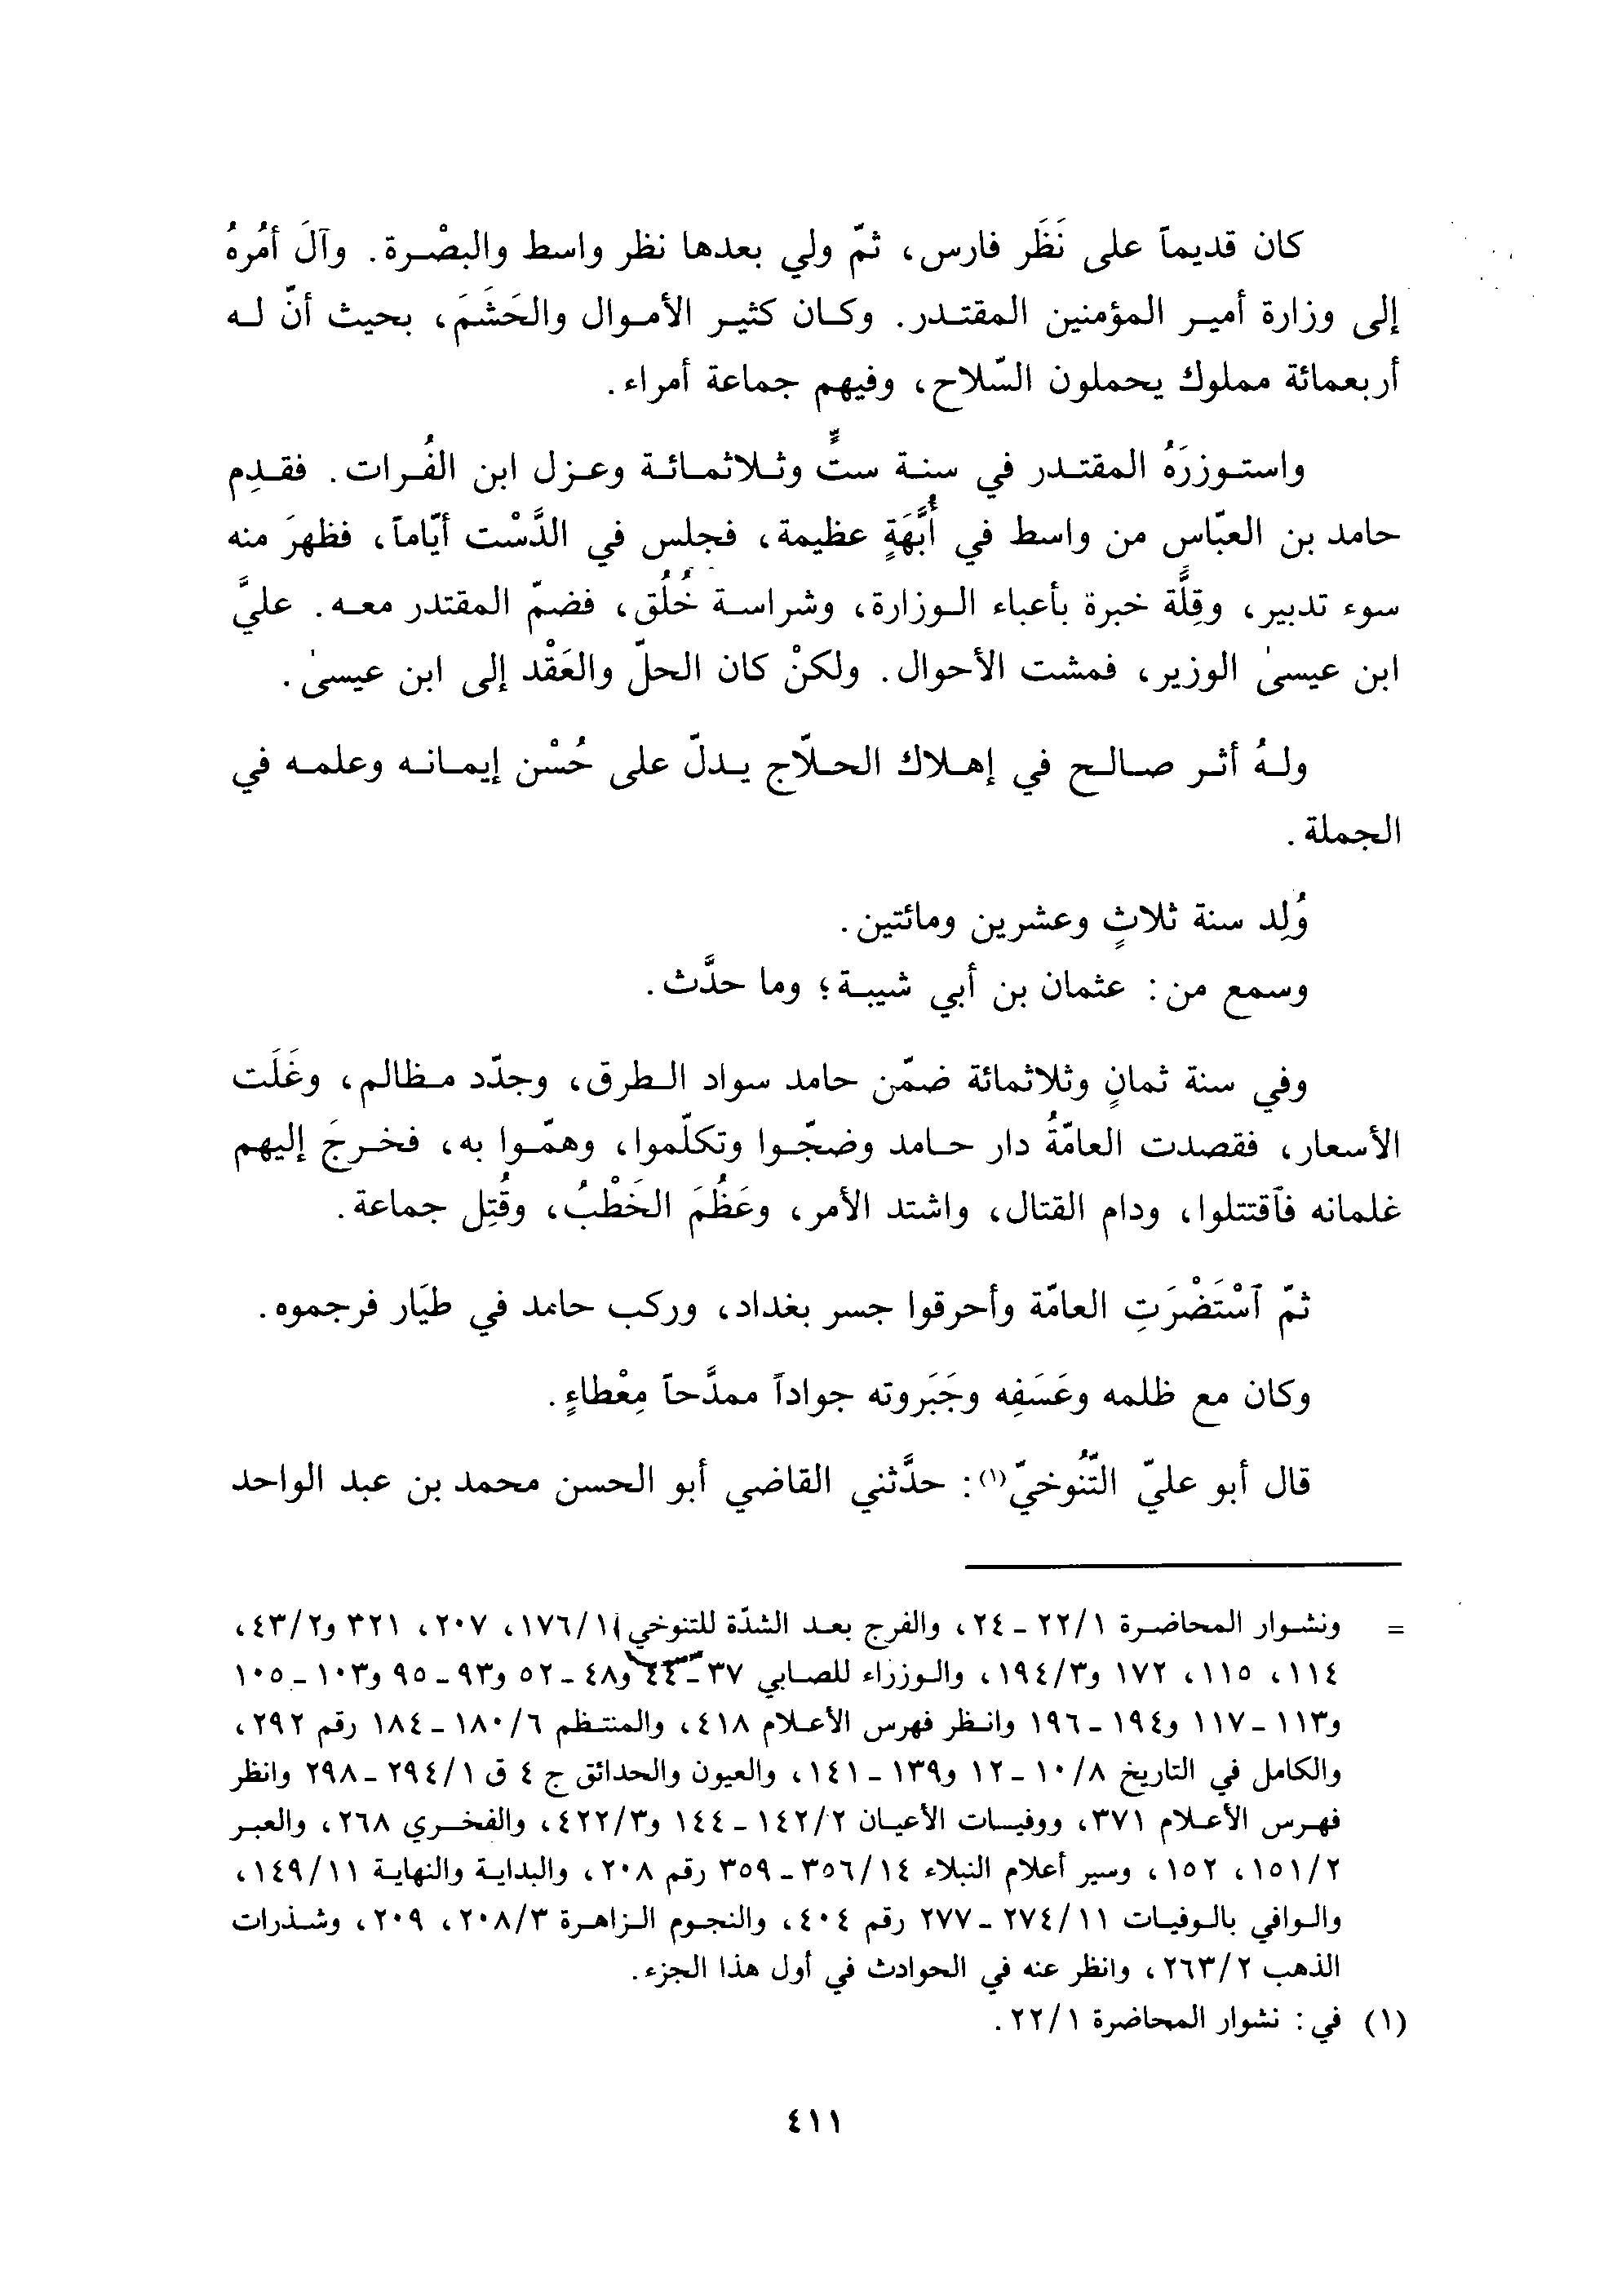 كان قديماً على نَظَر فارس، ثمّ ولي بعدها نظر واسط والبصْرة. وآلَ أمُرهُ
إلى وزارة أمير المؤمنين المقتدر. وكان كثير الأموال والحَشَمَ، بحيث أنّ له
أربعمائة مملوك يحملون السّلاح، وفيهم جماعة أمراء.
واستوزرَهُ المقتدر في سنة ستٍّ وثلاثمائة وعزل ابن الفُرات. فقدِم
حامد بن العبّاس من واسط في أُبَّهَةٍ عظيمة، فجلس في الدَّسْت أيّاماً، فظهرَ منه
سوء تدبير، وقِلَّة خبرة بأعباء الوزارة، وشراسة خُلُق، فضمّ المقتدر معه. عليَّ
ابن عيسىٰ الوزير، فمشت الأحوال. ولكنْ كان الحلّ والعَقْد إلى ابن عيسىٰ.
ولهُ أثر صالح في إهلاك الحلّاج يدلّ على حُسْن إيمانه وعلمه في
الجملة.
وُلِد سنة ثلاثٍ وعشرين ومائتين.
وسمع من: عثمان بن أبي شيبة؛ وما حدَّث.
وفي سنة ثمانٍ وثلاثمائة ضمّن حامد سواد الطرق، وجدّد مظالم، وغَلَت
الأسعار، فقصدت العامّةُ دار حامد وضجّوا وتكلّموا، وهمّوا به، فخرجَ إليهم
غلمانه فٱقتتلوا، ودام القتال، واشتد الأمر، وعَظُمَ الخَطْبُ، وقُتِل جماعة.
ثمّ ٱسْتَضْرَتِ العامّة وأحرقوا جسر بغداد، وركب حامد في طيَار فرجموه.
وكان مع ظلمه وعَسَفِه وجَبَروته جواداً ممدَّحاً مِعْطاءٍ.
قال أبو عليّ التّنُوخيّ(١): حدَّثني القاضي أبو الحسن محمد بن عبد الواحد
= ونشوار المحاضرة ٢٢/١ - ٢٤، والفرج بعد الشدّة للتنوخي ١٧٦/١، ٢٠٧، ٣٢١ و٤٣/٢،
١١٤، ١١٥، ١٧٢ و١٩٤/٣، والوزراء للصابي ٣٧ - ٤٤ و٤٨ - ٥٢ و٩٣ - ٩٥ و١٠٣ - ١٠٥
و١١٣ - ١١٧ و١٩٤ - ١٩٦ وانظر فهرس الأعلام ٤١٨، والمنتظم ١٨٠/٦ - ١٨٤ رقم ٢٩٢،
والكامل في التاريخ ١٠/٨ - ١٢ و١٣٩ - ١٤١، والعيون والحدائق ج ٤ ق ٢٩٤/١ - ٢٩٨ وانظر
فهرس الأعلام ٣٧١، ووفيات الأعيان ١٤٢/٢ - ١٤٤ و٤٢٢/٣، والفخري ٢٦٨، والعبر
١٥١/٢، ١٥٢، وسير أعلام النبلاء ٣٥٦/١٤ - ٣٥٩ رقم ٢٠٨، والبداية والنهاية ١٤٩/١١،
والوافي بالوفيات ٢٧٤/١١ - ٢٧٧ رقم ٤٠٤، والنجوم الزاهرة ٢٠٨/٣، ٢٠٩، وشذرات
الذهب ٢٦٣/٢، وانظر عنه في الحوادث في أول هذا الجزء.
(١) في: نشوار المحاضرة ٢٢/١.
٤١١